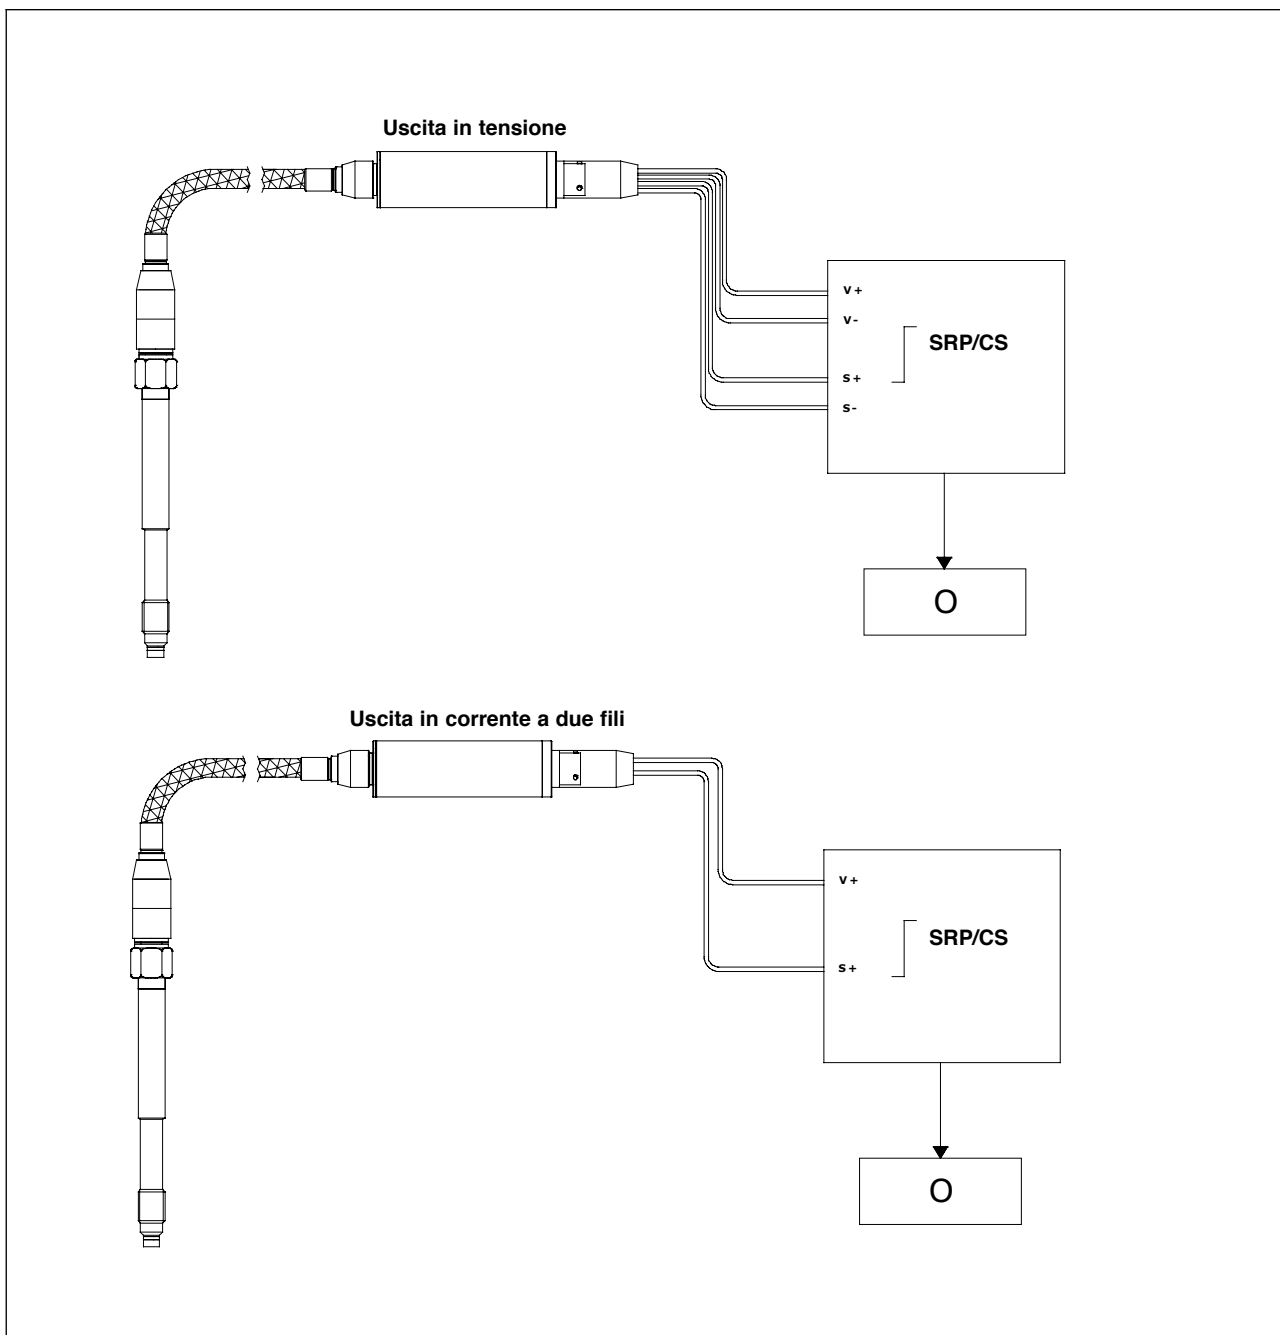 Uscita in tensione
V+
V-
SRP/CS
S+
S-
O
Uscita in corrente a due fili
V+
SRP/CS
S+
O